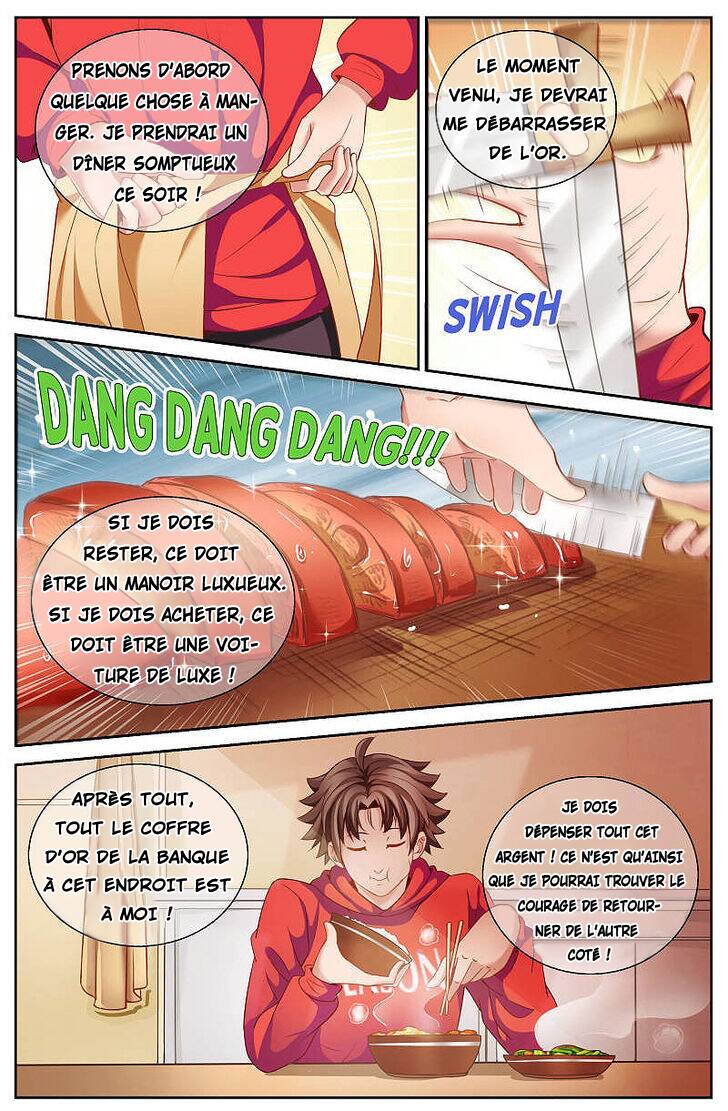 PRENONS D'ABORD
QUELQUE CHOSE À MAN-
GER. JE PRENDRAI UN
DÎNER SOMPTUEUX
CE SOIR !
LE MOMENT
VENU, JE DEVRAI
ME DÉBARRASSER
DE L'OR.
SWISH
DANG DANG DANG!!!
SI JE DOIS
RESTER, CE DOIT
ÊTRE UN MANOIR LUXUEUX.
SI JE DOIS ACHETER, CE
DOIT ÊTRE UNE VOI-
TURE DE LUXE !
APRÈS TOUT,
TOUT LE COFFRE
D'OR DE LA BANQUE
À CET ENDROIT EST
À MOI !
JE DOIS
DÉPENSER TOUT CET
ARGENT ! CE N'EST QU'AINSI
QUE JE POURRAI TROUVER LE
COURAGE DE RETOUR-
NER DE L'AUTRE
COTÉ !